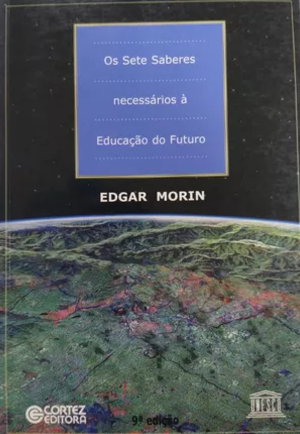 Os Sete Saberes
necessários à
Educação do Futuro
EDGAR MORIN
CORTEZ
EDITORA
9ª edição